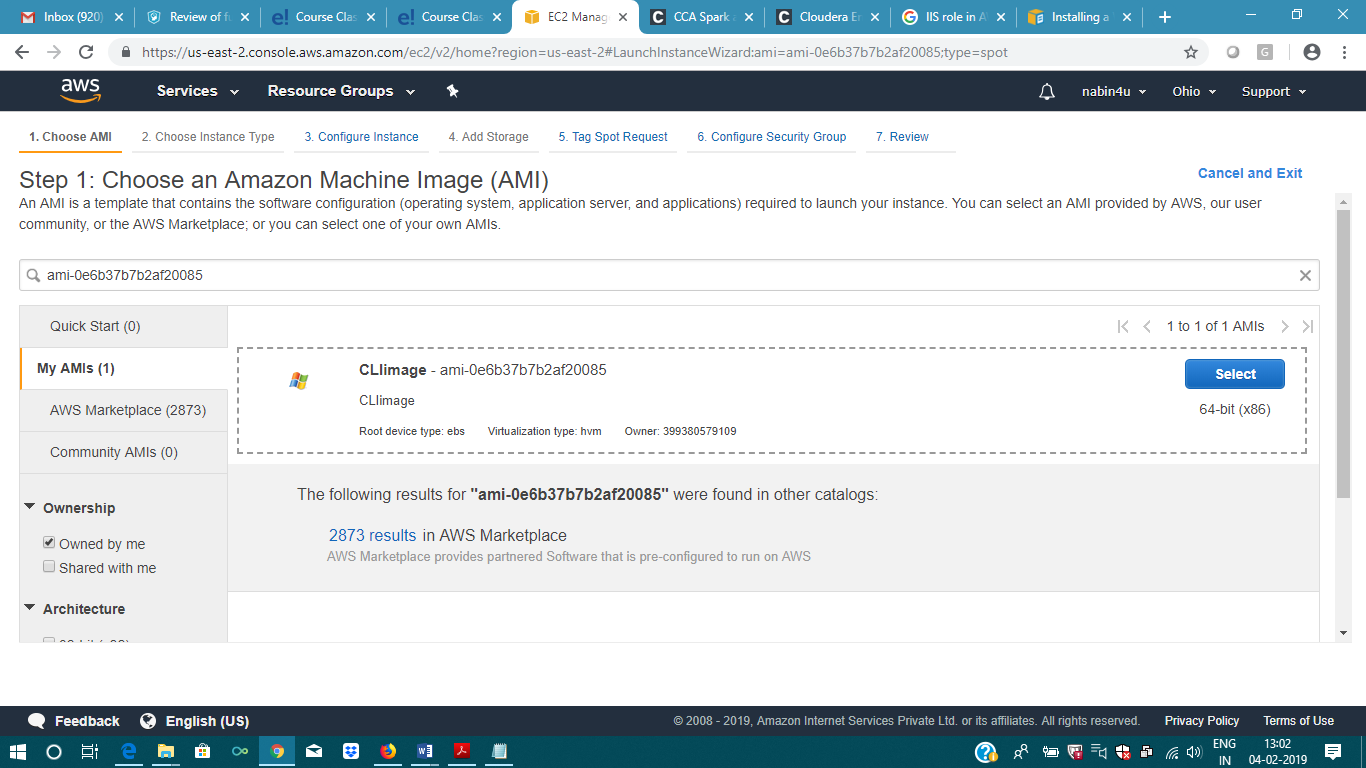 Inbox (920)
Review of fu
Course Clas
Course Clas
EC2 Manag
CCA Spark a
Cloudera En
IIS role in A
Installing a
https://us-east-2.console.aws.amazon.com/ec2/v2/home?region=us-east-2#LaunchInstanceWizard:ami=ami-0e6b37b7b2af20085;type=spot
aws Services Resource Groups nabin4u Ohio Support
1. Choose AMI 2. Choose Instance Type 3. Configure Instance 4. Add Storage 5. Tag Spot Request 6. Configure Security Group 7. Review
Step 1: Choose an Amazon Machine Image (AMI)
Cancel and Exit
An AMI is a template that contains the software configuration (operating system, application server, and applications) required to launch your instance. You can select an AMI provided by AWS, our user
community, or the AWS Marketplace; or you can select one of your own AMIs.
ami-0e6b37b7b2af20085
Quick Start (0)
My AMIs (1)
AWS Marketplace (2873)
Community AMIs (0)
Ownership
Owned by me
Shared with me
Architecture
1 to 1 of 1 AMIs
CLIimage - ami-0e6b37b7b2af20085
CLIimage
Root device type: ebs Virtualization type: hvm Owner: 399380579109
Select
64-bit (x86)
The following results for "ami-0e6b37b7b2af20085" were found in other catalogs:
2873 results in AWS Marketplace
AWS Marketplace provides partnered Software that is pre-configured to run on AWS
Feedback English (US) © 2008 - 2019, Amazon Internet Services Private Ltd. or its affiliates. All rights reserved. Privacy Policy Terms of Use
ENG
IN
13:02
04-02-2019